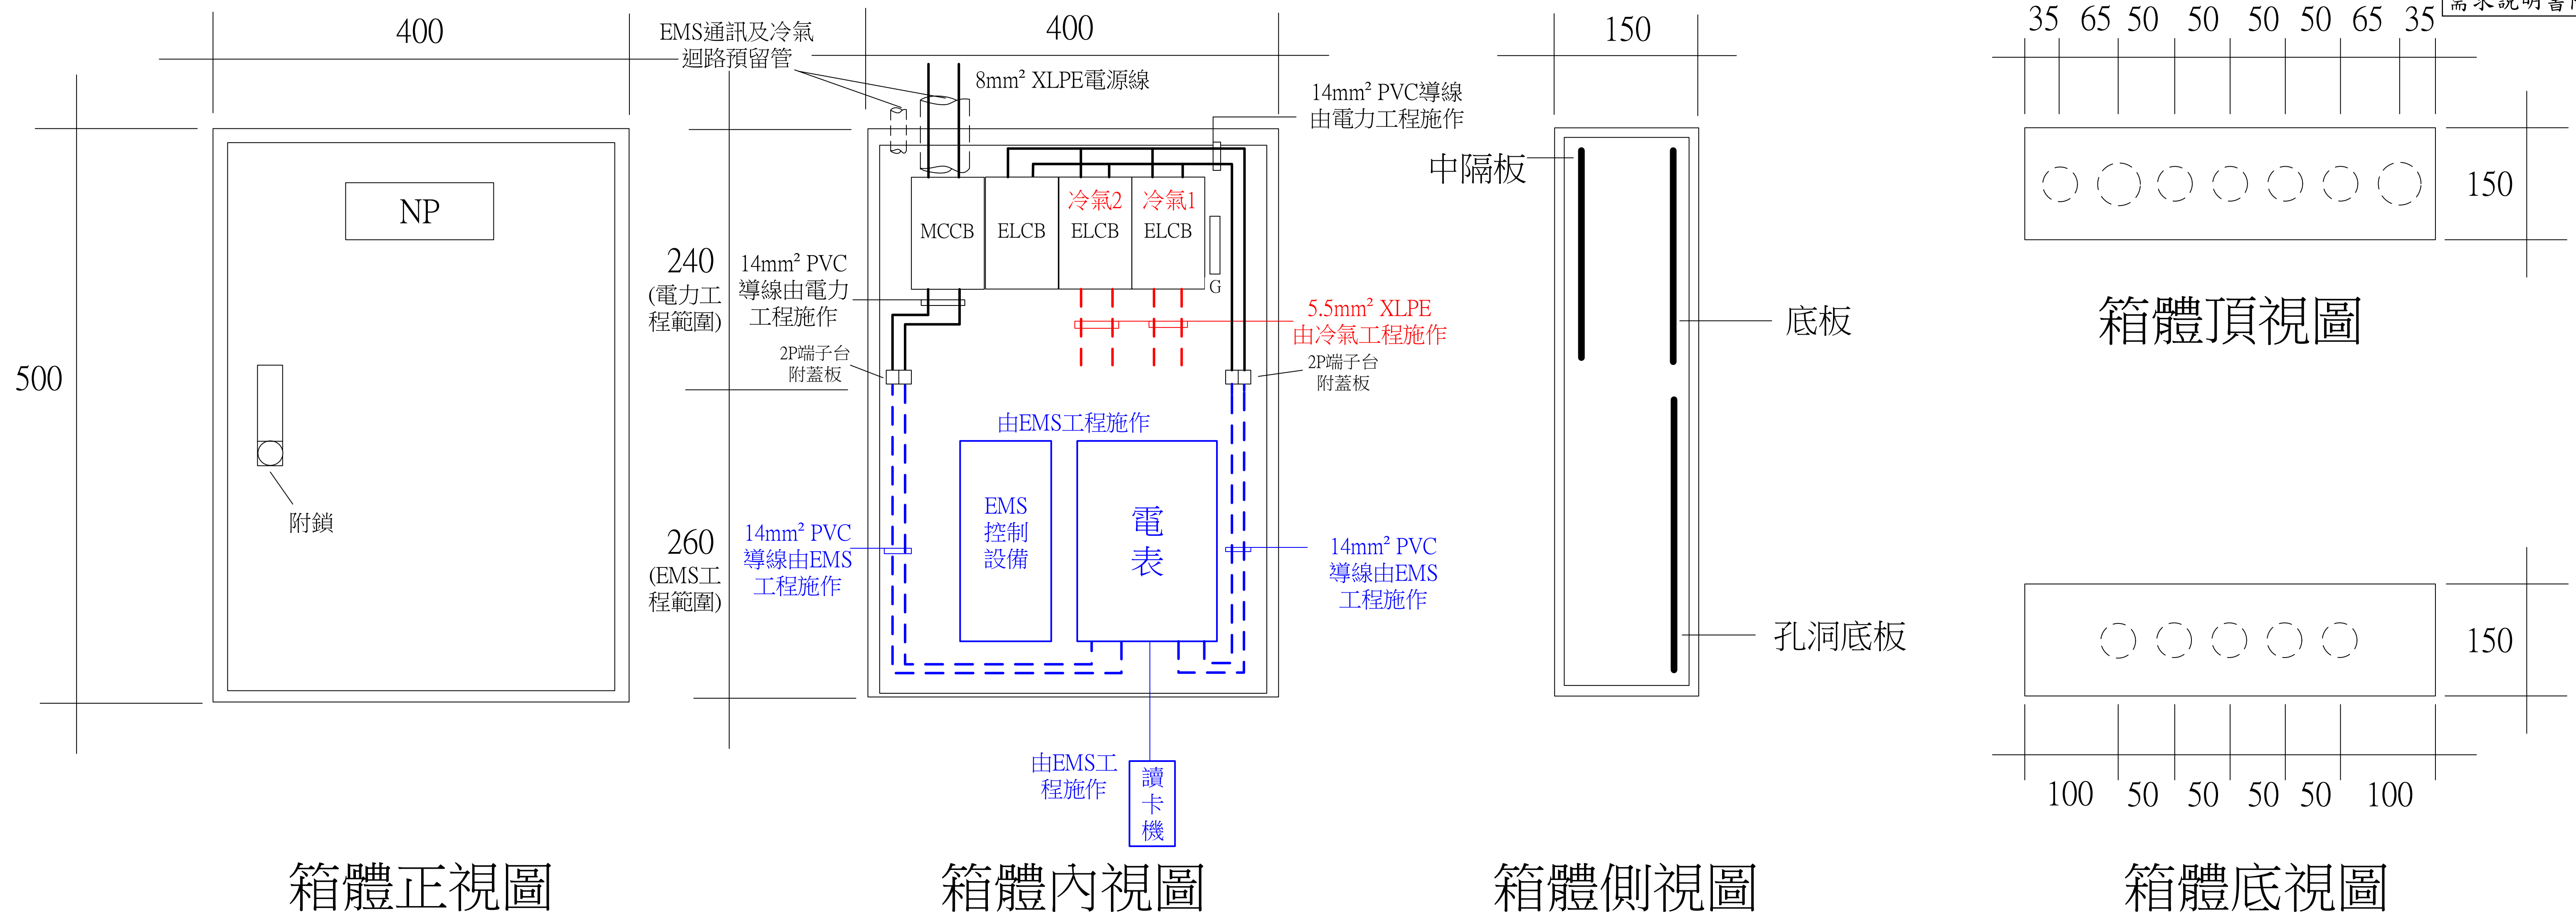 400
500
NP
附鎖
箱體正視圖
EMS通訊及冷氣
迴路預留管
400
8mm² XLPE電源線
14mm² PVC導線
由電力工程施作
240
(電力工
程範圍)
14mm² PVC
導線由電力
工程施作
MCCB
ELCB
冷氣2
ELCB
冷氣1
ELCB
G
5.5mm² XLPE
由冷氣工程施作
2P端子台
附蓋板
2P端子台
附蓋板
由EMS工程施作
260
(EMS工
程範圍)
14mm² PVC
導線由EMS
工程施作
EMS
控制
設備
電
表
14mm² PVC
導線由EMS
工程施作
由EMS工
程施作
讀
卡
機
箱體內視圖
150
中隔板
底板
孔洞底板
箱體側視圖
35 65 50 50 50 50 65 35
150
箱體頂視圖
150
100 50 50 50 50 100
箱體底視圖